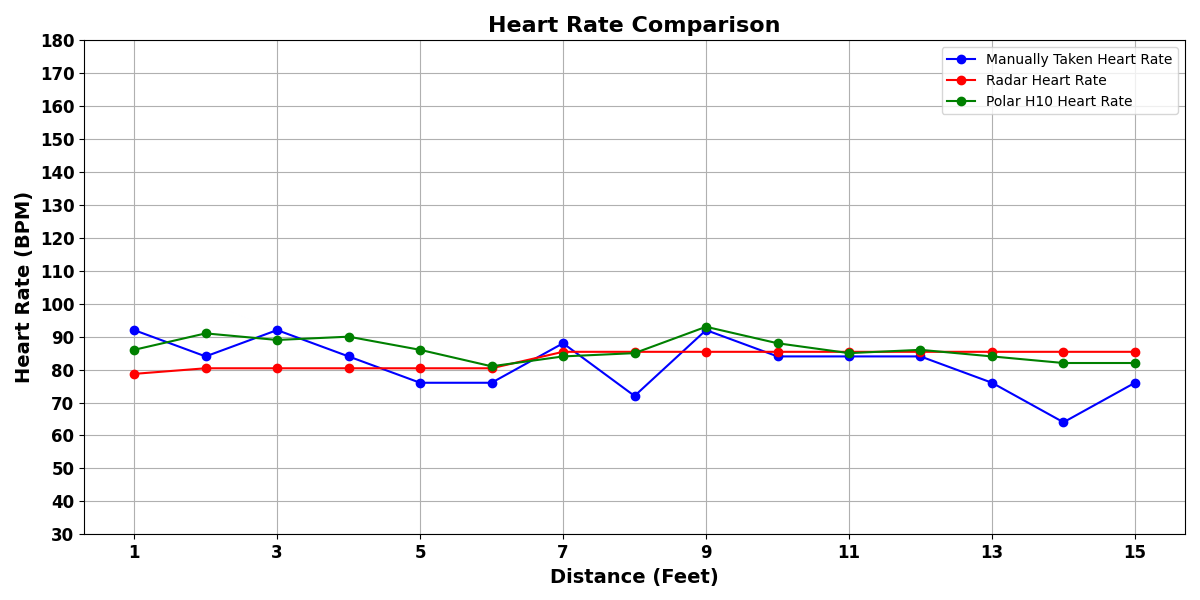 Heart Rate Comparison
180
170
160
150
140
130
120
110
100
90
80
70
60
50
40
30
Heart Rate (BPM)
Manually Taken Heart Rate
Radar Heart Rate
Polar H10 Heart Rate
1 3 5 7 9 11 13 15
Distance (Feet)